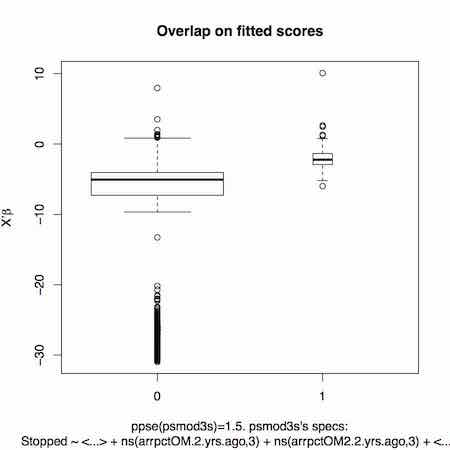 Overlap on fitted scores
X'β
10
0
−10
−20
−30
0
1
ppse(psmod3s)=1.5. psmod3s's specs:
Stopped ~ <...> + ns(arrpctOM.2.yrs.ago,3) + ns(arrpctOM2.2.yrs.ago,3) + <...